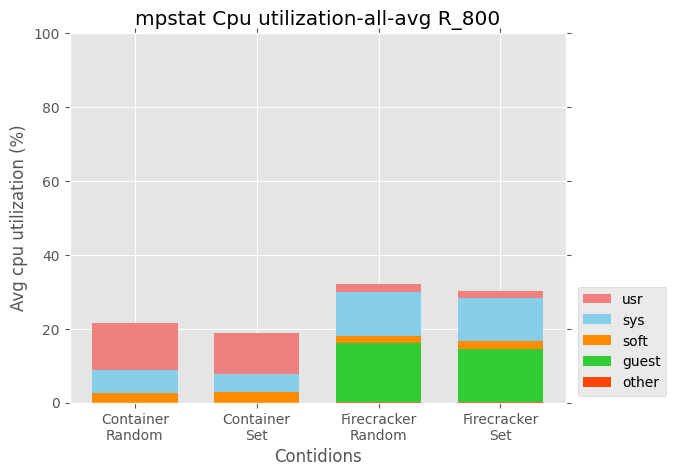 mpstat Cpu utilization-all-avg R_800
Avg cpu utilization (%)
100
80
60
40
20
0
Container
Random
Container
Set
Firecracker
Random
Firecracker
Set
Contidions
usr
sys
soft
guest
other